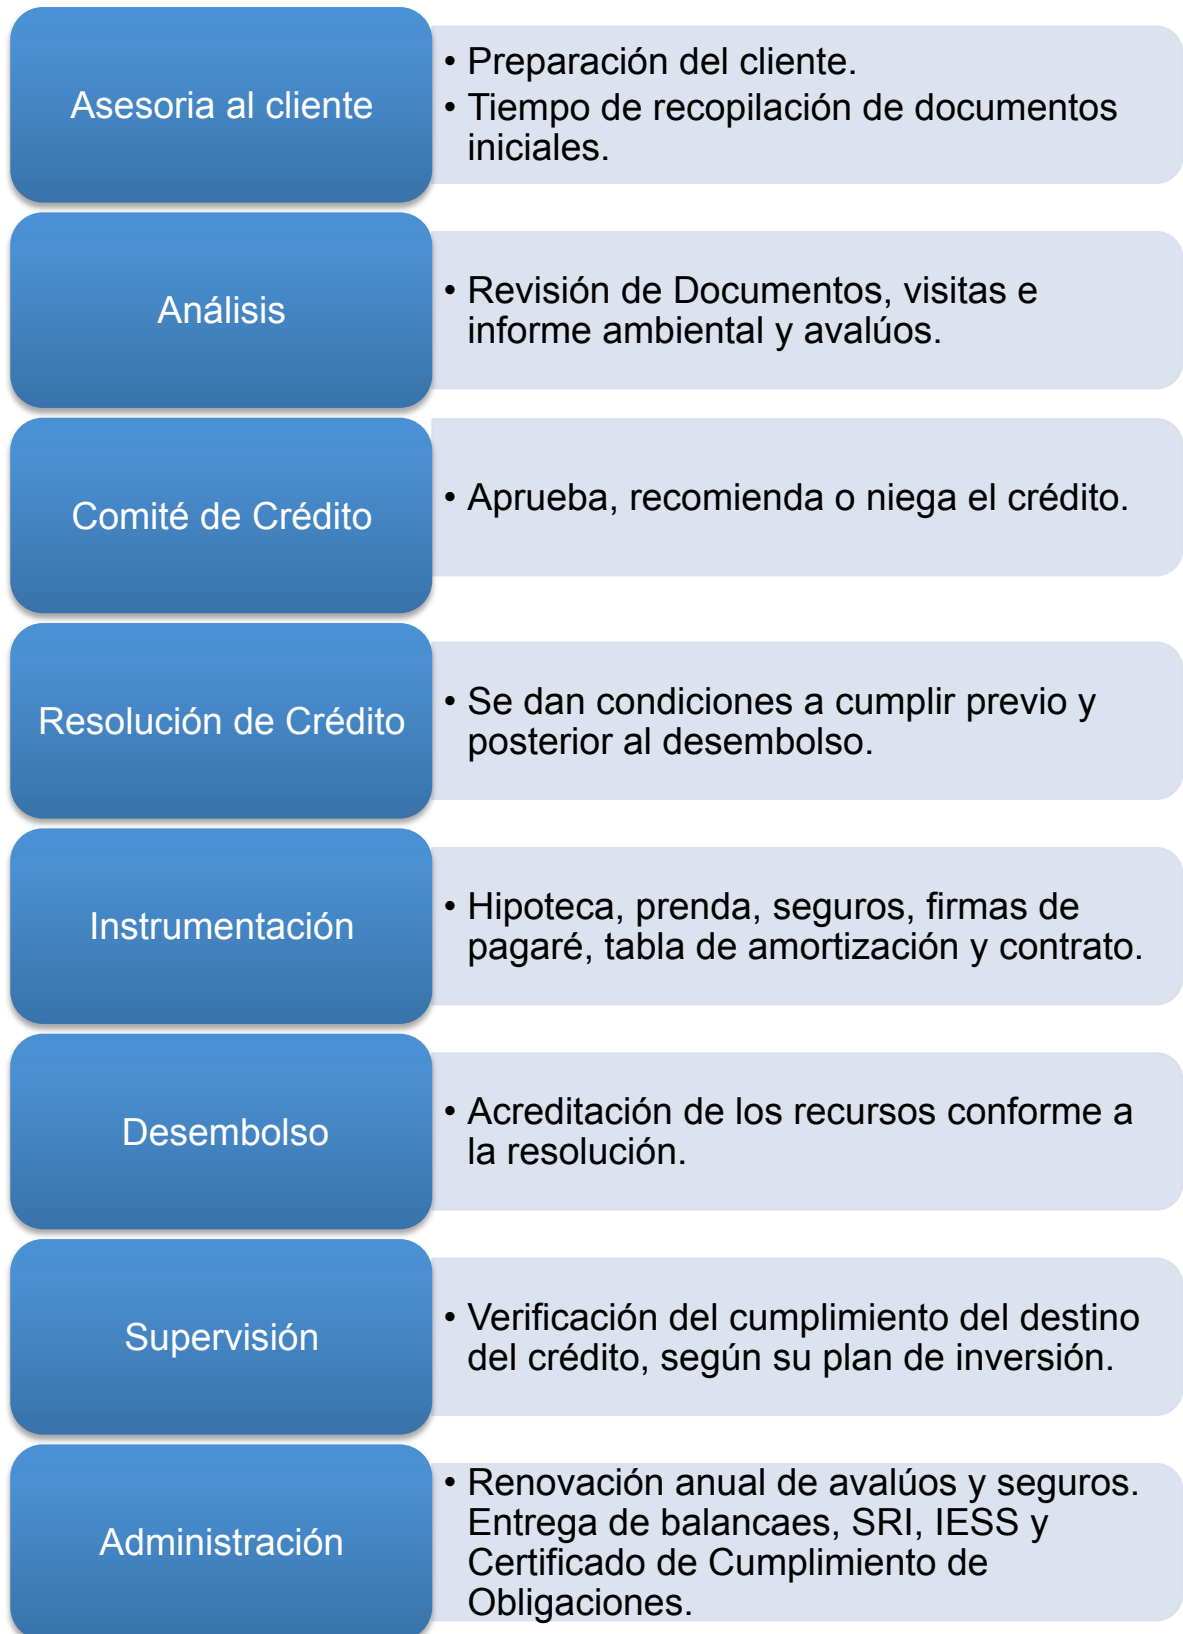 Asesoria al cliente
• Preparación del cliente.
• Tiempo de recopilación de documentos
iniciales.
Análisis
• Revisión de Documentos, visitas e
informe ambiental y avalúos.
Comité de Crédito
• Aprueba, recomienda o niega el crédito.
Resolución de Crédito
• Se dan condiciones a cumplir previo y
posterior al desembolso.
Instrumentación
• Hipoteca, prenda, seguros, firmas de
pagaré, tabla de amortización y contrato.
Desembolso
• Acreditación de los recursos conforme a
la resolución.
Supervisión
• Verificación del cumplimiento del destino
del crédito, según su plan de inversión.
Administración
• Renovación anual de avalúos y seguros.
Entrega de balancaes, SRI, IESS y
Certificado de Cumplimiento de
Obligaciones.